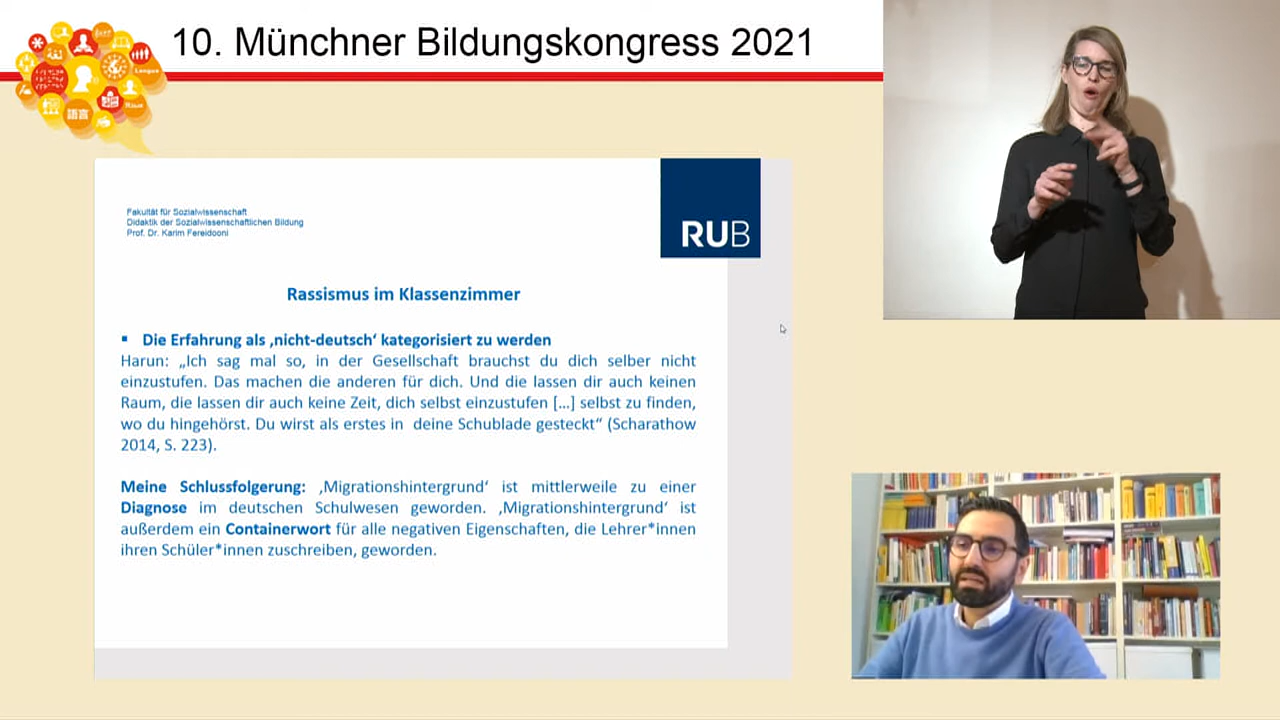 10. Münchner Bildungskongress 2021
語言
Fakultät für Sozialwissenschaft
Didaktik der Sozialwissenschaftlichen Bildung
Prof. Dr. Karim Fereidooni
RUB
Rassismus im Klassenzimmer
▪ Die Erfahrung als ‚nicht-deutsch‘ kategorisiert zu werden
Harun: „Ich sag mal so, in der Gesellschaft brauchst du dich selber nicht
einzustufen. Das machen die anderen für dich. Und die lassen dir auch keinen
Raum, die lassen dir auch keine Zeit, dich selbst einzustufen [...] selbst zu finden,
wo du hingehörst. Du wirst als erstes in deine Schublade gesteckt“ (Scharathow
2014, S. 223).
Meine Schlussfolgerung: ‚Migrationshintergrund‘ ist mittlerweile zu einer
Diagnose im deutschen Schulwesen geworden. ‚Migrationshintergrund‘ ist
außerdem ein Containerwort für alle negativen Eigenschaften, die Lehrer*innen
ihren Schüler*innen zuschreiben, geworden.